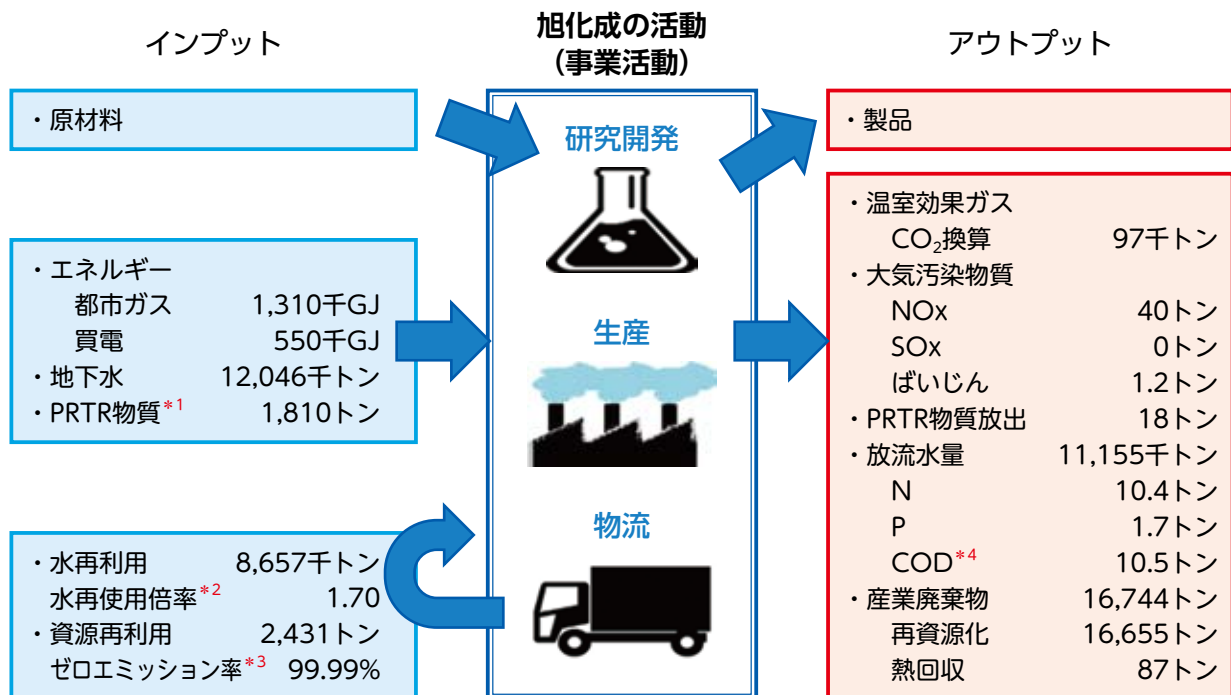 インプット
・原材料
・エネルギー
都市ガス 1,310千GJ
買電 550千GJ
・地下水 12,046千トン
・PRTR物質*1 1,810トン
・水再利用 8,657千トン
水再使用倍率*2 1.70
・資源再利用 2,431トン
ゼロエミッション率*3 99.99%
旭化成の活動
(事業活動)
研究開発
生産
物流
アウトプット
・製品
・温室効果ガス
CO₂換算 97千トン
・大気汚染物質
NOx 40トン
SOx 0トン
ばいじん 1.2トン
・PRTR物質放出 18トン
・放流水量 11,155千トン
N 10.4トン
P 1.7トン
COD*4 10.5トン
・産業廃棄物 16,744トン
再資源化 16,655トン
熱回収 87トン